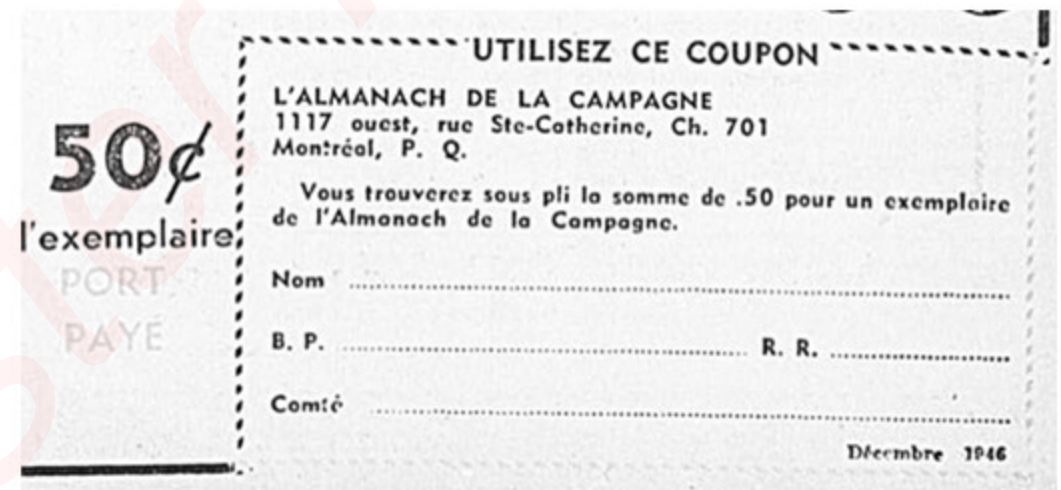 50¢
l'exemplaire
PORT
PAYÉ
UTILISEZ CE COUPON
L'ALMANACH DE LA CAMPAGNE
1117 ouest, rue Ste-Catherine, Ch. 701
Montréal, P. Q.
Vous trouverez sous pli la somme de .50 pour un exemplaire
de l'Almanach de la Campagne.
Nom
B. P. R. R.
Comté
Décembre 1946